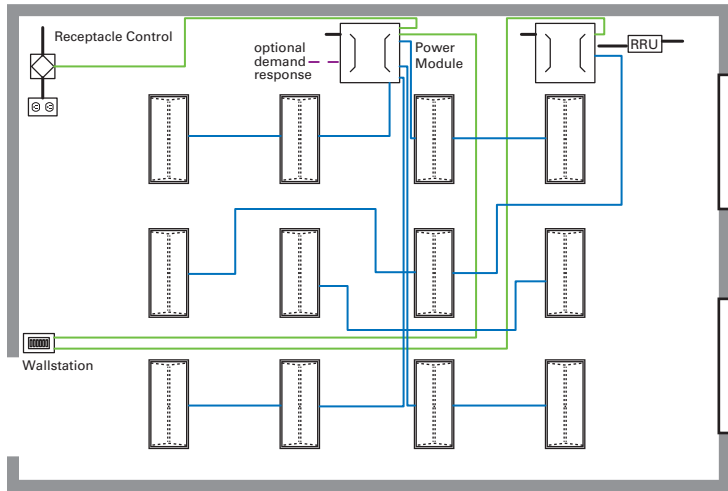 Receptacle Control
optional
demand
response
Power
Module
RRU
Wallstation